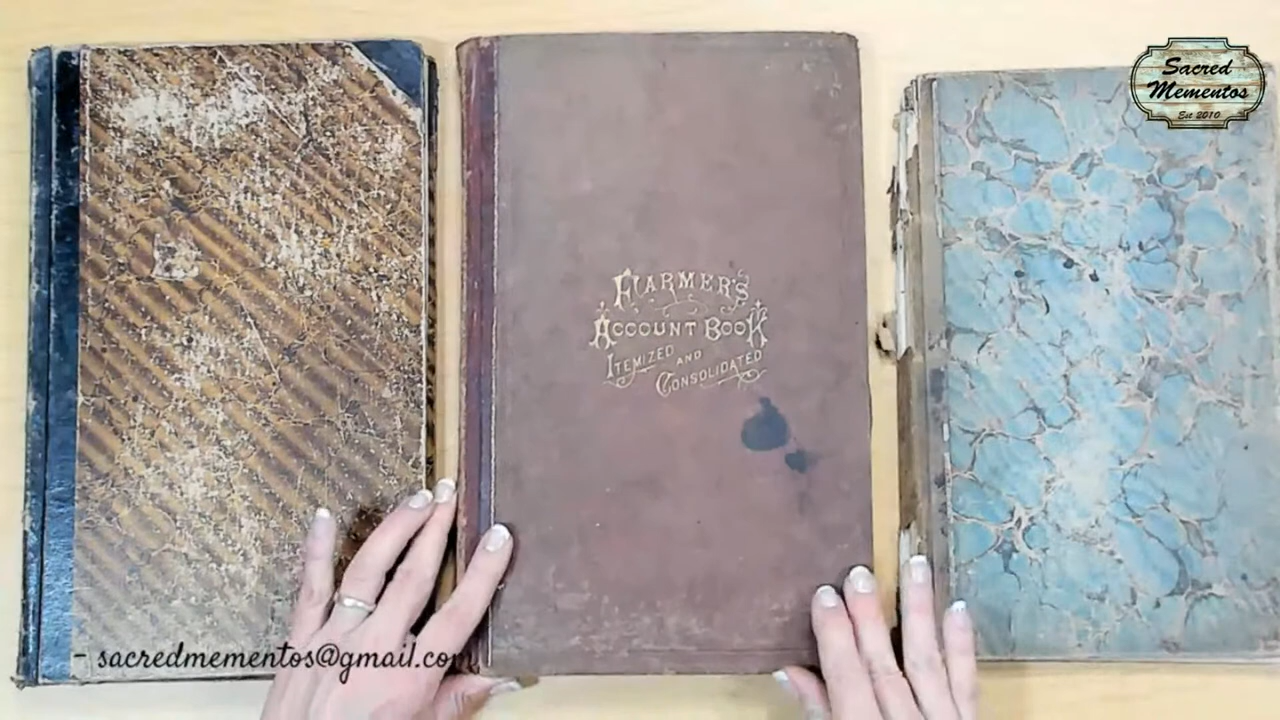 Sacred
Mementos
Est 2010
FARMER'S
ACCOUNT BOOK
ITEMIZED AND
CONSOLIDATED
- sacredmementos@gmail.com